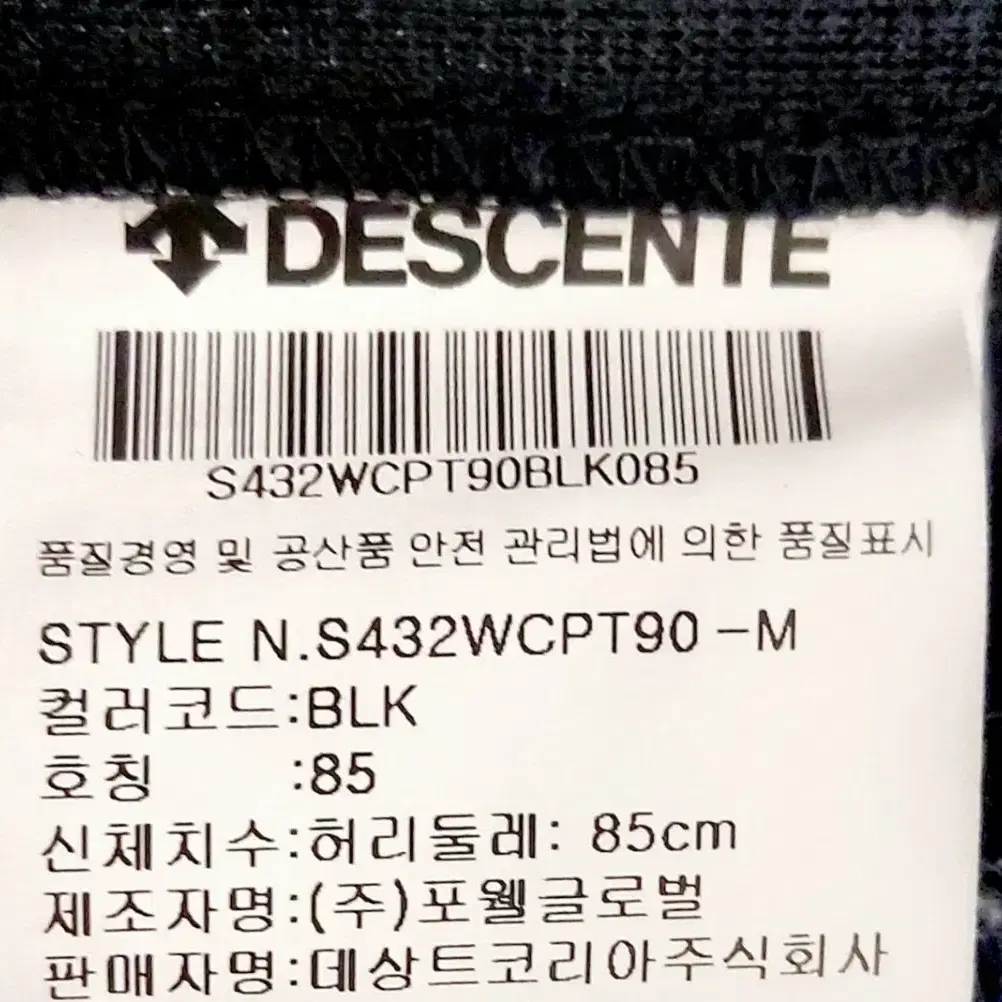 DESCENTE
S432WCPT90BLK085
품질경영 및 공산품 안전 관리법에 의한 품질표시
STYLE N.S432WCPT90-M
컬러코드:BLK
호칭 :85
신체치수:허리둘레: 85cm
제조자명:(주)포웰글로벌
판매자명:데상트코리아주식회사